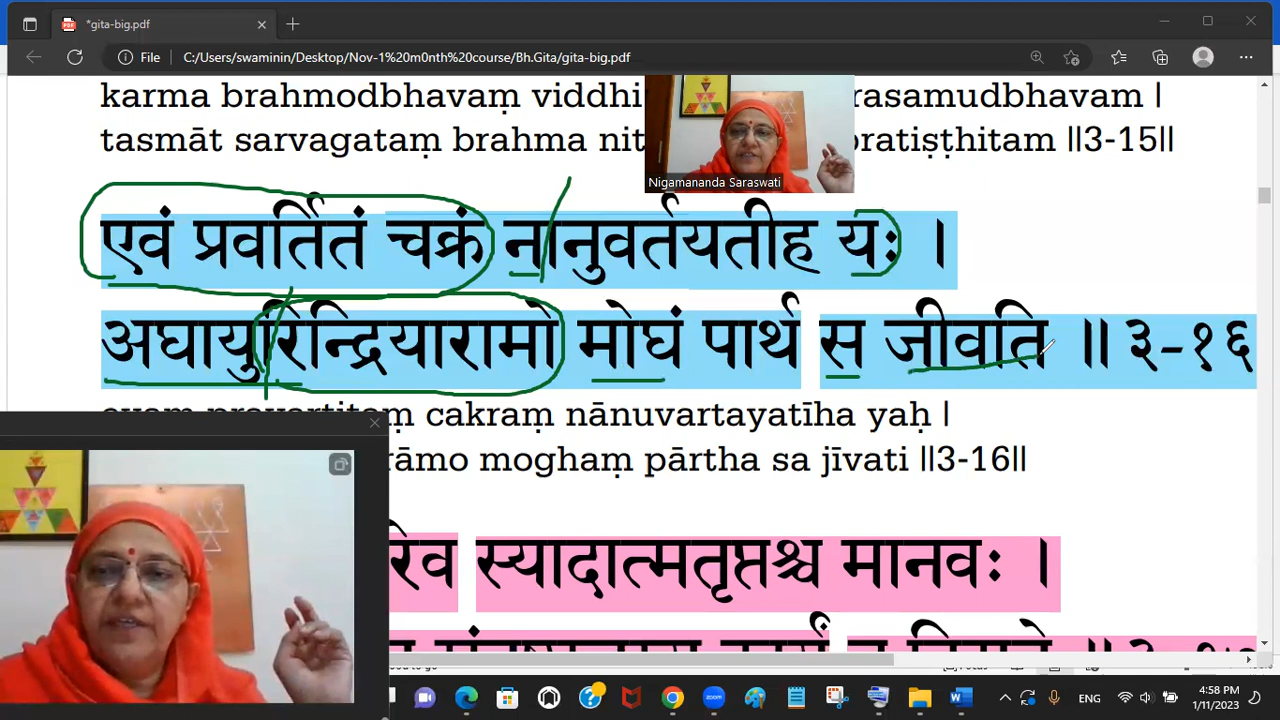 *gita-big.pdf
File C:/Users/swaminin/Desktop/Nov-1%20m0nth%20course/Bh.Gita/gita-big.pdf
karma brahmodbhavaṃ viddhi rasamudbhavam |
tasmāt sarvagataṃ brahma nit pratiṣṭhitam ||3-15||
Nigamananda Saraswati
एवं प्रवर्तितं चक्रं नानुवर्तयतीह यः ।
अघायुरिन्द्रियारामो मोघं पार्थ स जीवति ॥ ३-१६
evaṃ pravartitaṃ cakraṃ nānuvartayatīha yaḥ |
rāmo moghaṃ pārtha sa jīvati ||3-16||
रेव स्यादात्मतृप्तश्च मानवः ।
ENG
4:58 PM
1/11/2023